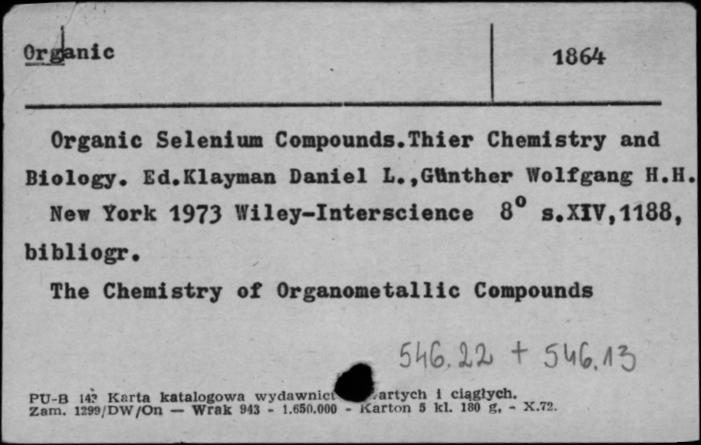 Organic
1864
Organic Selenium Compounds.Thier Chemistry and
Biology. Ed.Klayman Daniel L.,Günther Wolfgang H.H.
New York 1973 Wiley-Interscience 8° s.XIV,1188,
bibliogr.
The Chemistry of Organometallic Compounds
546.22 + 546.13
PU-B 14? Karta katalogowa wydawnict artych i ciągłych.
Zam. 1299/DW/On — Wrak 943 - 1.650.000 - Karton 5 kl. 180 g, - X.72.